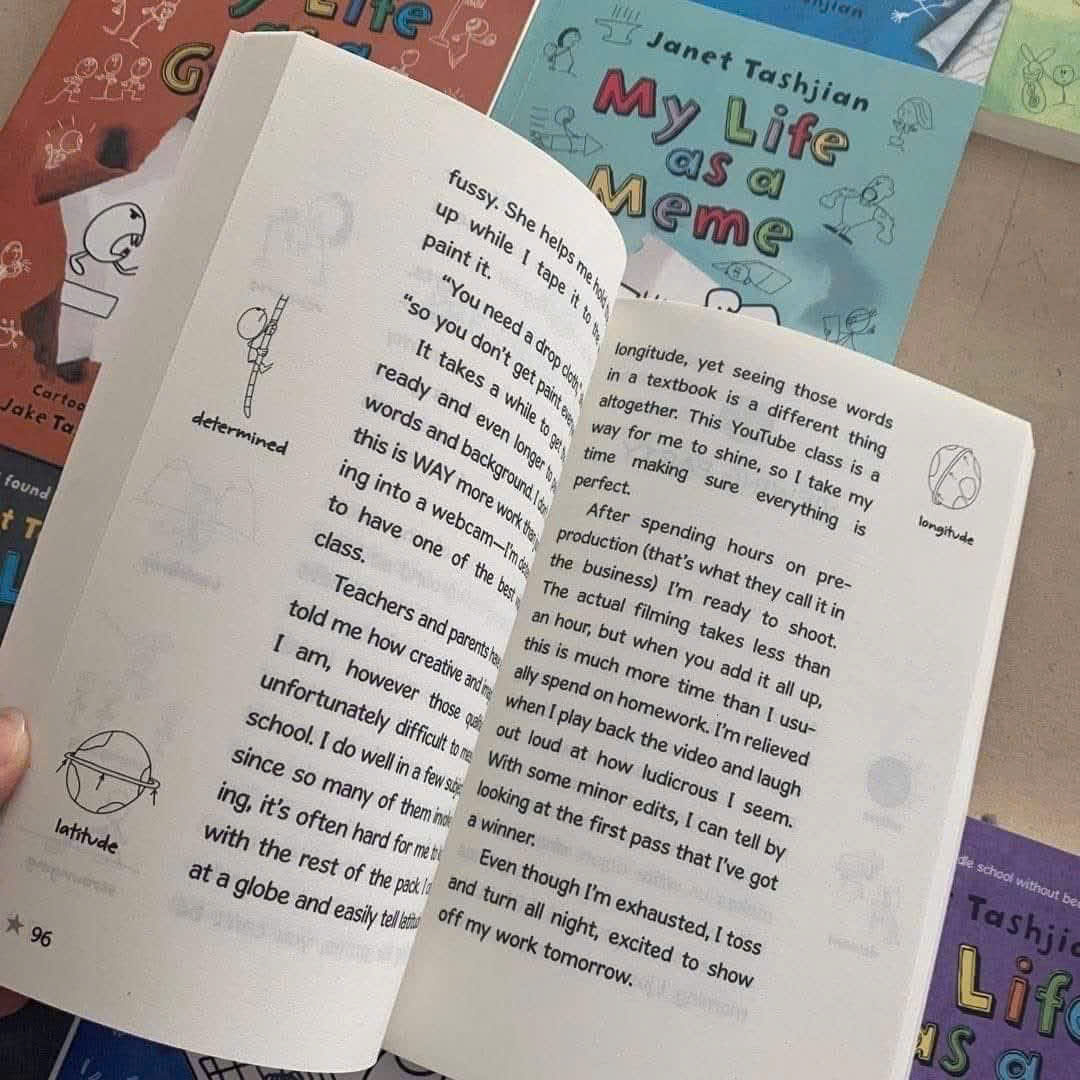 Life
G
as a
Cartoo
Jake Ta
found
Janet Tashjian
My Life
as a
Meme
fussy. She helps me hold
up while I tape it to the
paint it.
"You need a drop cloth,"
"so you don't get paint
It takes a while to get
ready and even longer to
words and background. I
this is WAY more work than
ing into a webcam—I'm
to have one of the best
class.
Teachers and parents
told me how creative and
I am, however those
unfortunately difficult to
school. I do well in a few
since so many of them
ing, it's often hard for me to
with the rest of the pack. I
at a globe and easily tell
determined
latitude
96
longitude, yet seeing those words
in a textbook is a different thing
altogether. This YouTube class is a
way for me to shine, so I take my
time making sure everything is
perfect.
After spending hours on pre-
production (that's what they call it in
the business) I'm ready to shoot.
The actual filming takes less than
an hour, but when you add it all up,
this is much more time than I usu-
ally spend on homework. I'm relieved
when I play back the video and laugh
out loud at how ludicrous I seem.
With some minor edits, I can tell by
looking at the first pass that I've got
a winner.
Even though I'm exhausted, I toss
and turn all night, excited to show
off my work tomorrow.
longitude
school without
Life
as a